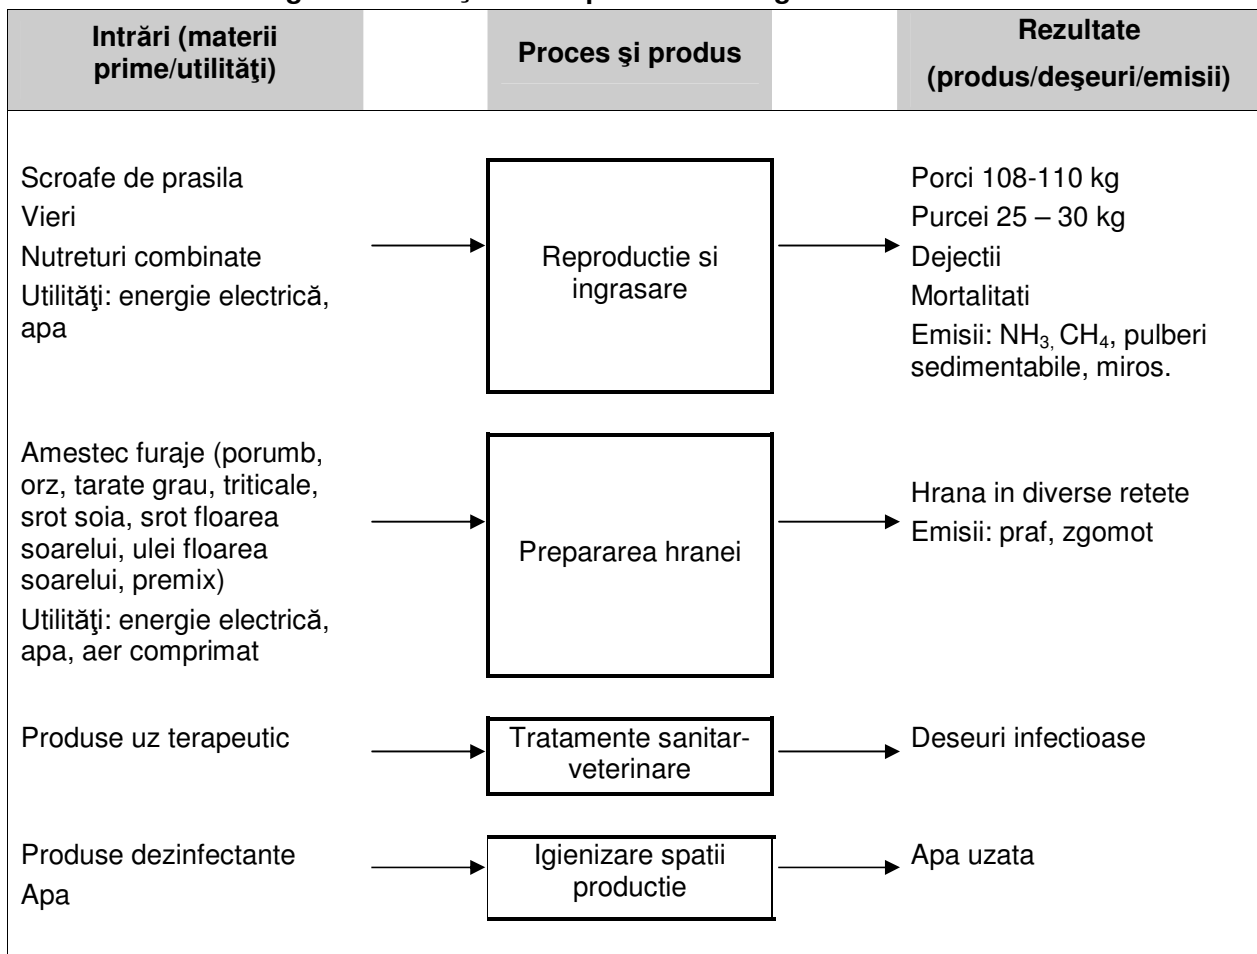 Intrări (materii
prime/utilităţi)
Proces şi produs
Rezultate
(produs/deşeuri/emisii)
Scroafe de prasila
Vieri
Nutreturi combinate
Utilităţi: energie electrică,
apa
Reproductie si
ingrasare
Porci 108-110 kg
Purcei 25 – 30 kg
Dejectii
Mortalitati
Emisii: NH₃, CH₄, pulberi
sedimentabile, miros.
Amestec furaje (porumb,
orz, tarate grau, triticale,
srot soia, srot floarea
soarelui, ulei floarea
soarelui, premix)
Utilităţi: energie electrică,
apa, aer comprimat
Prepararea hranei
Hrana in diverse retete
Emisii: praf, zgomot
Produse uz terapeutic
Tratamente sanitar-
veterinare
Deseuri infectioase
Produse dezinfectante
Apa
Igienizare spatii
productie
Apa uzata